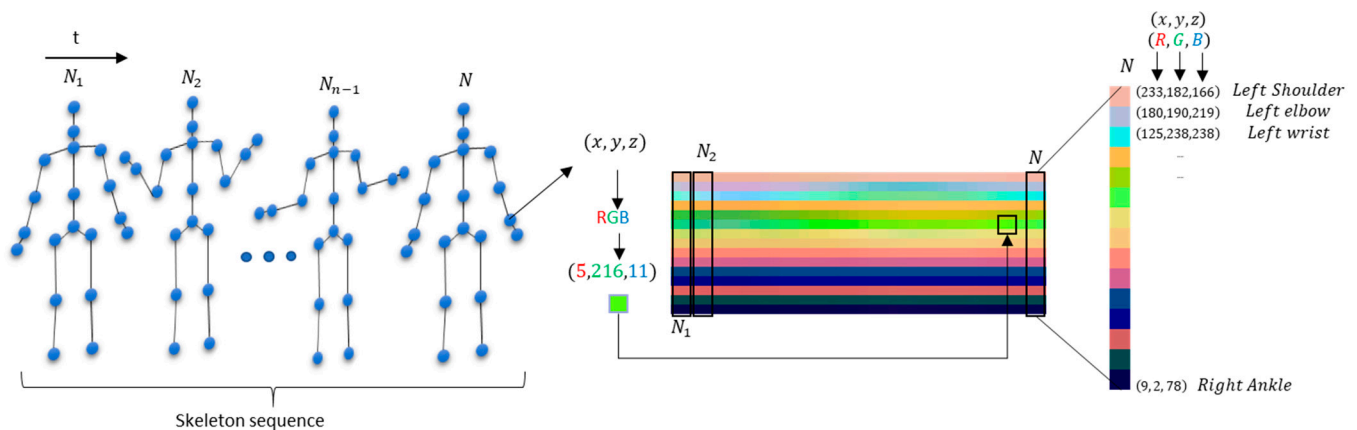 t
N₁
N₂
Nₙ₋₁
N
Skeleton sequence
(x, y, z)
RGB
(5,216,11)
N₂
N
N₁
(x, y, z)
(R, G, B)
N
(233,182,166) Left Shoulder
(180,190,219) Left elbow
(125,238,238) Left wrist
..
..
(9, 2, 78) Right Ankle